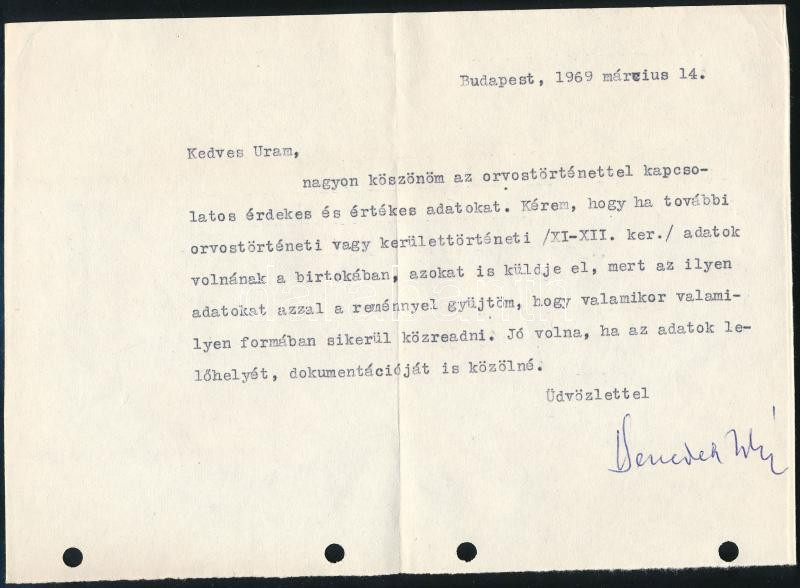 Budapest, 1969 március 14.
Kedves Uram,
nagyon köszönöm az orvostörténettel kapcso-
latos érdekes és értékes adatokat. Kérem, hogy ha további
orvostörténeti vagy kerülettörténeti /XI-XII. ker./ adatok
volnának a birtokában, azokat is küldje el, mert az ilyen
adatokat azzal a reménnyel gyüjtöm, hogy valamikor valami-
lyen formában sikerül közreadni. Jó volna, ha az adatok le-
lőhelyét, dokumentációját is közölné.
Üdvözlettel
Benedek